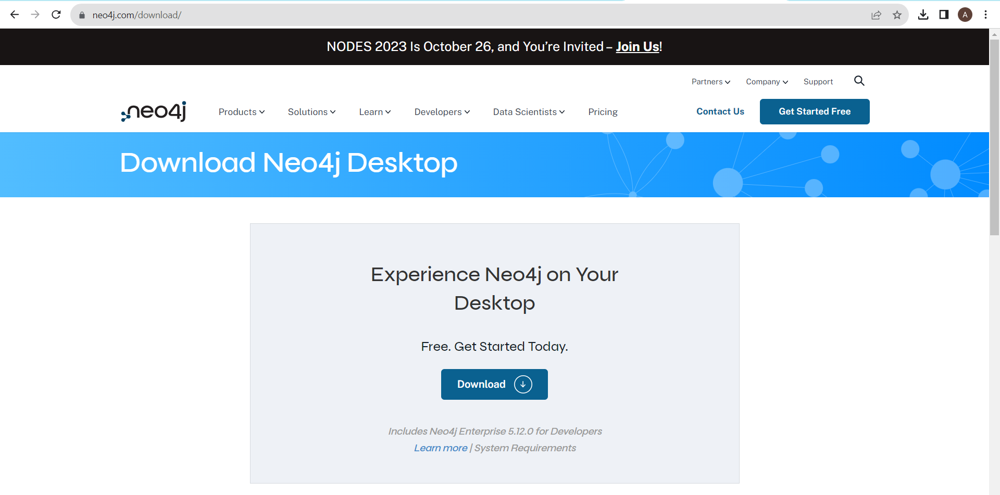 neo4j.com/download/
A
NODES 2023 Is October 26, and You’re Invited – Join Us!
Partners Company Support
neo4j Products Solutions Learn Developers Data Scientists Pricing Contact Us Get Started Free
Download Neo4j Desktop
Experience Neo4j on Your
Desktop
Free. Get Started Today.
Download
Includes Neo4j Enterprise 5.12.0 for Developers
Learn more | System Requirements